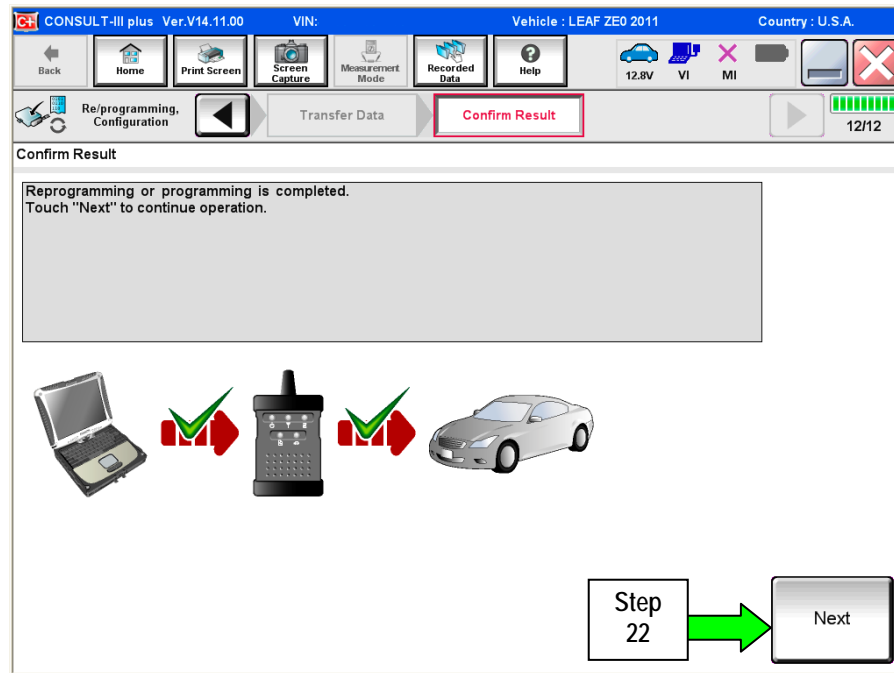 C+ CONSULT-III plus Ver.V14.11.00 VIN: Vehicle : LEAF ZE0 2011 Country : U.S.A.
Back Home Print Screen Screen Capture Measurement Mode Recorded Data Help 12.8V VI MI
Re/programming, Configuration Transfer Data Confirm Result 12/12
Confirm Result
Reprogramming or programming is completed.
Touch "Next" to continue operation.
Step
22
Next